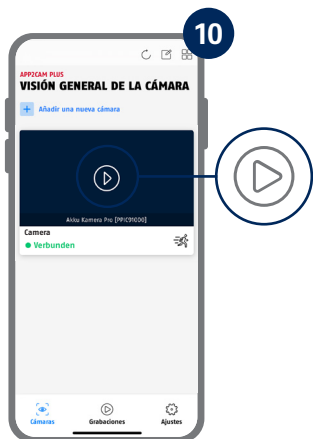 10
APP2CAM PLUS
VISIÓN GENERAL DE LA CÁMARA
Añadir una nueva cámara
Akku Kamera Pro [PPIC91000]
Camera
Verbunden
Cámaras
Grabaciones
Ajustes